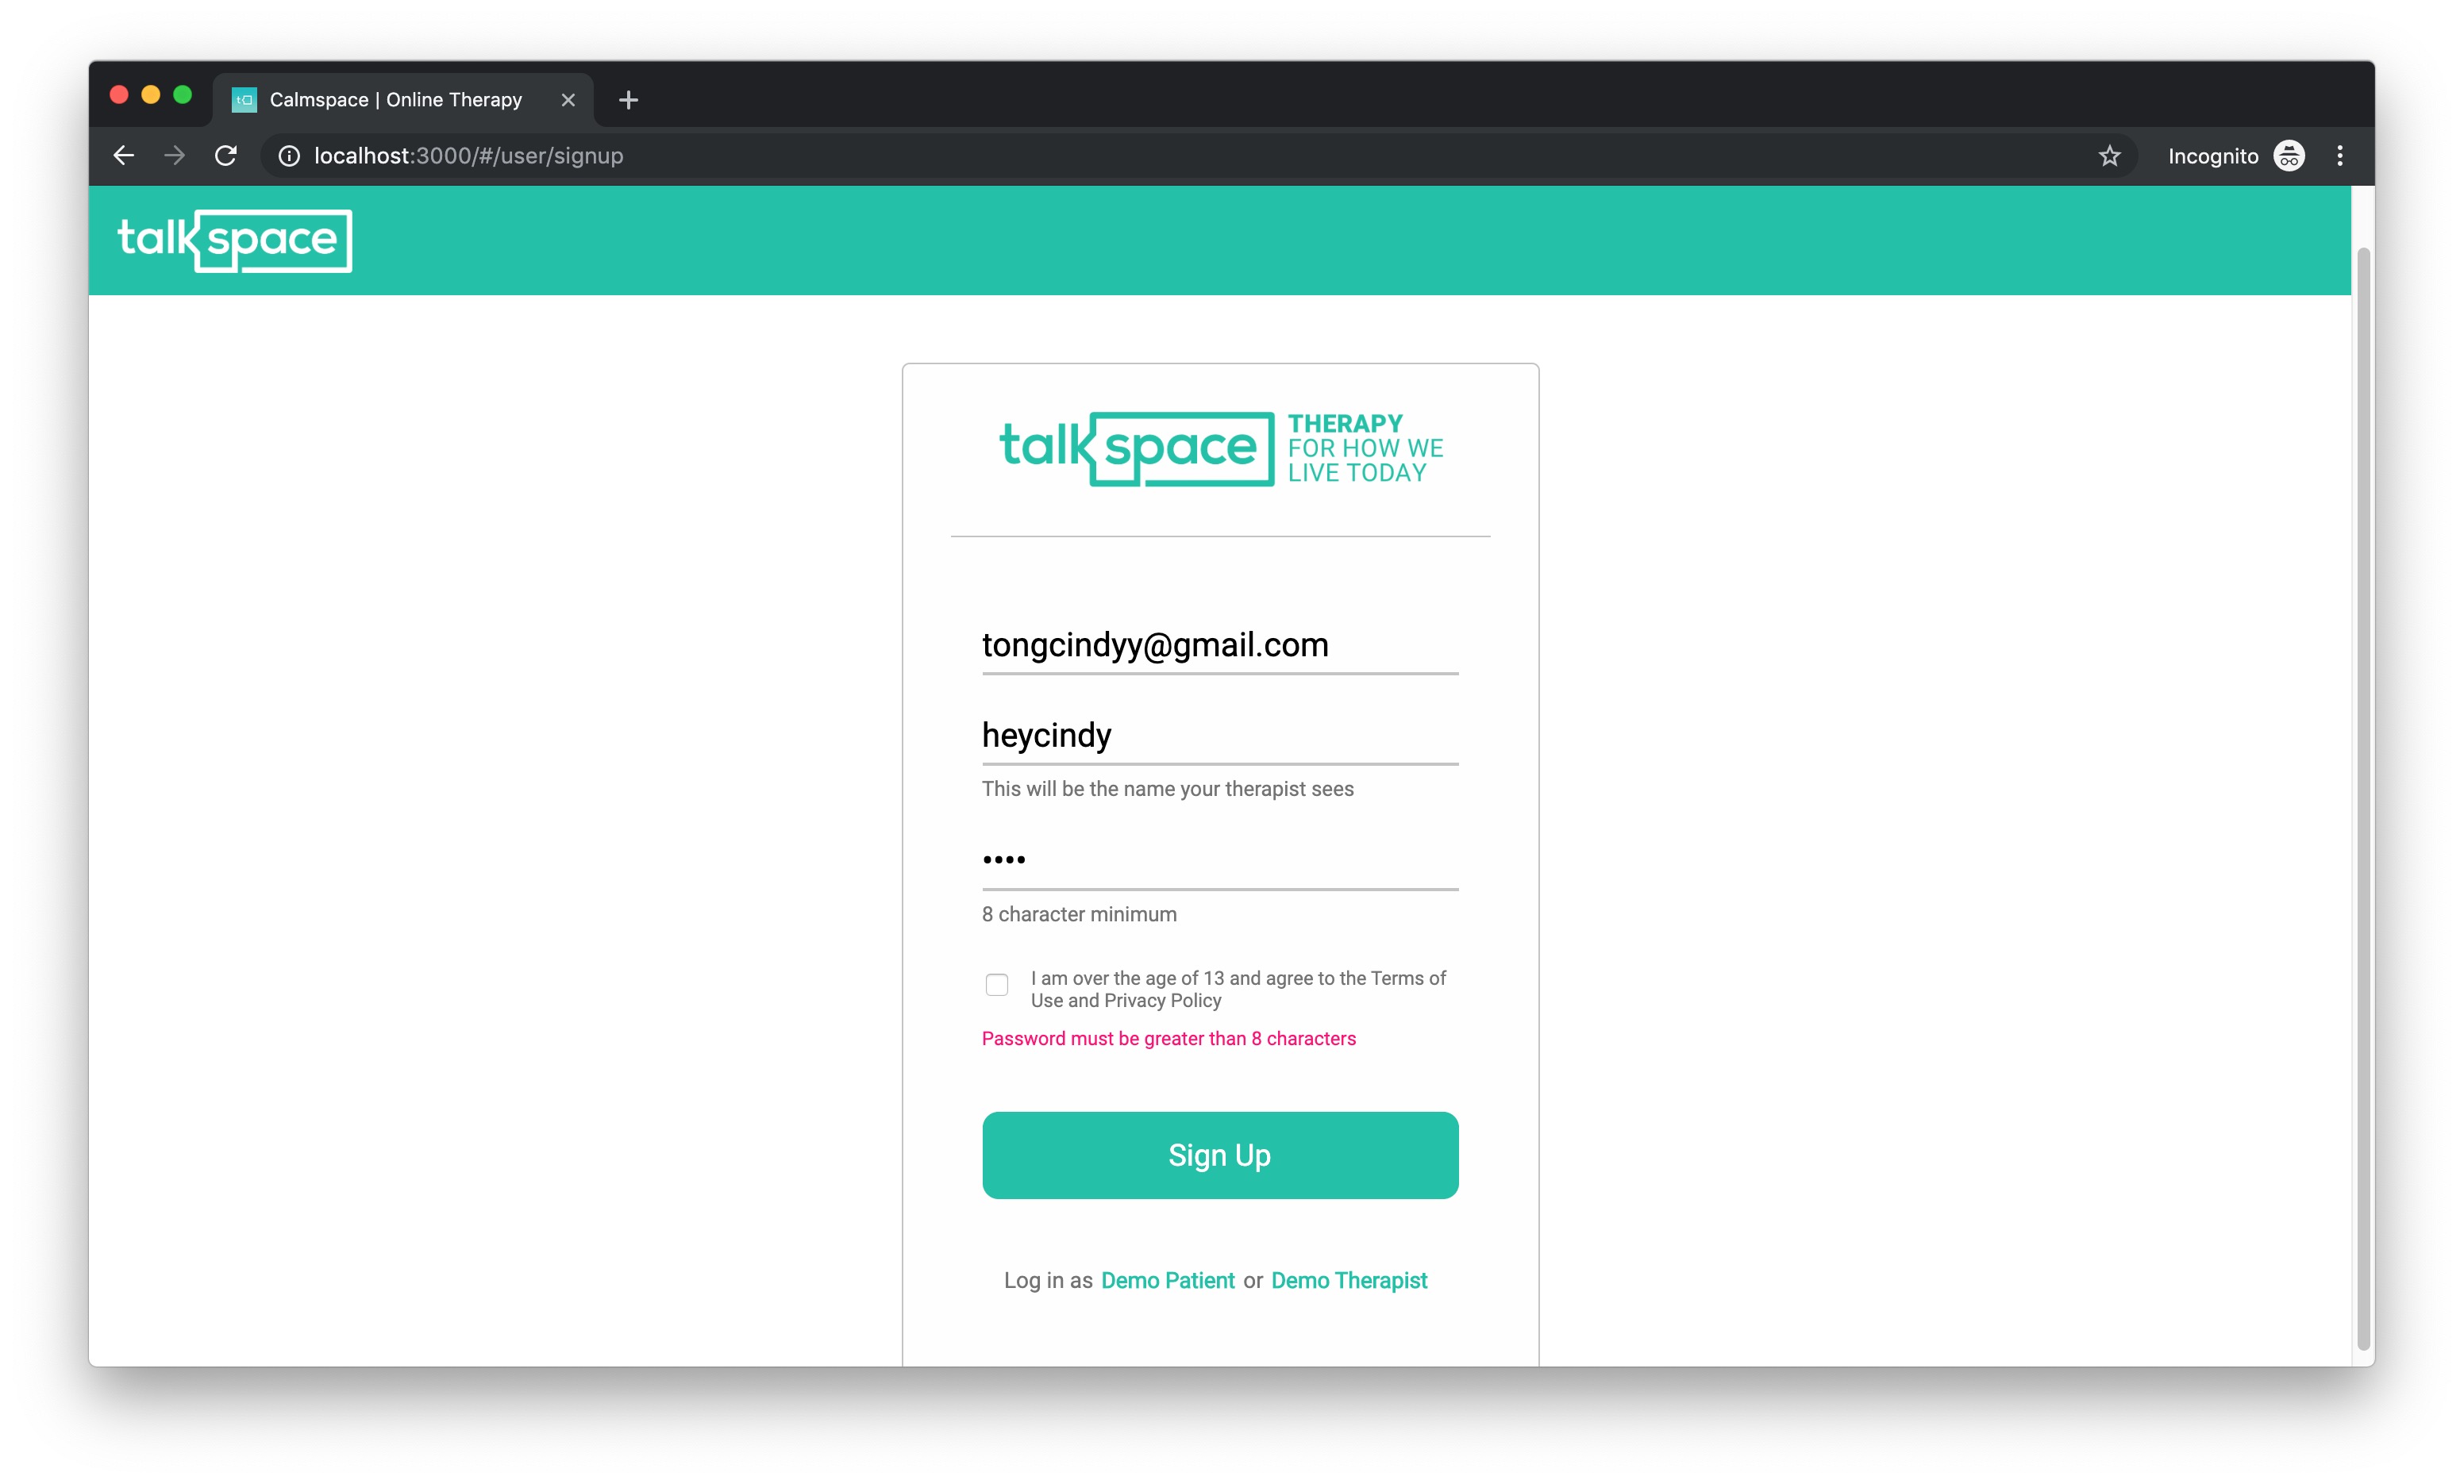 Calmspace | Online Therapy
localhost:3000/#/user/signup
Incognito
talkspace
talkspace
THERAPY
FOR HOW WE
LIVE TODAY
tongcindyy@gmail.com
heycindy
This will be the name your therapist sees
••••
8 character minimum
I am over the age of 13 and agree to the Terms of
Use and Privacy Policy
Password must be greater than 8 characters
Sign Up
Log in as Demo Patient or Demo Therapist